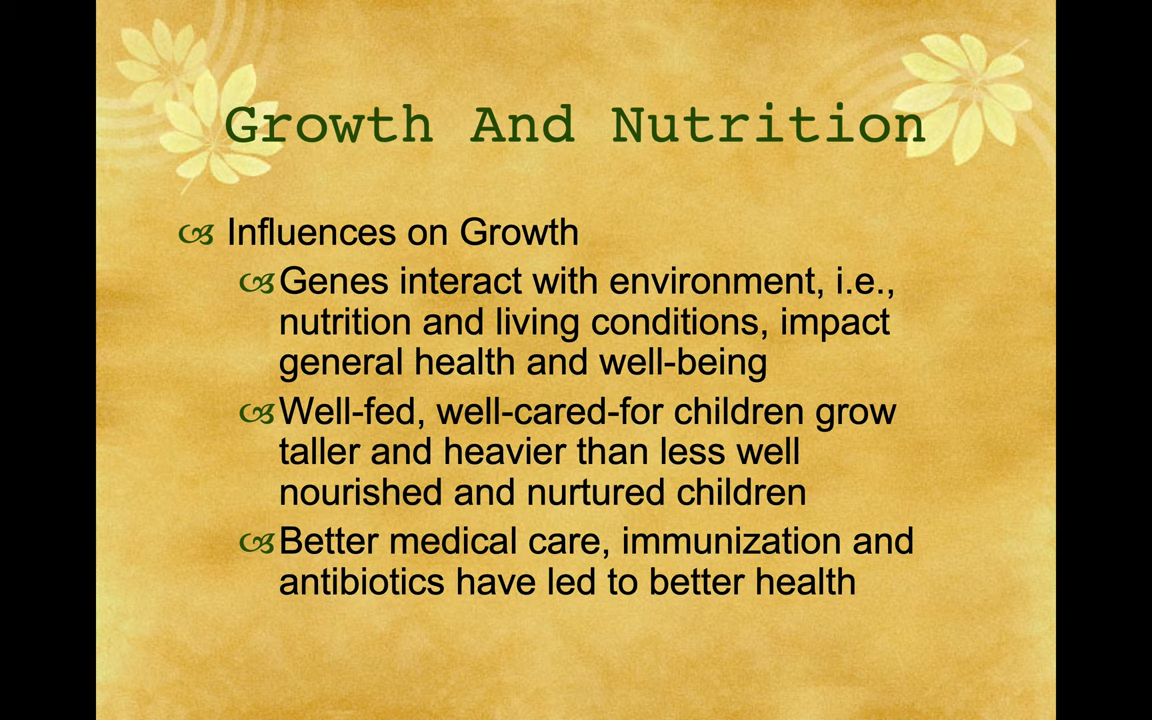 Growth And Nutrition
Influences on Growth
Genes interact with environment, i.e.,
nutrition and living conditions, impact
general health and well-being
Well-fed, well-cared-for children grow
taller and heavier than less well
nourished and nurtured children
Better medical care, immunization and
antibiotics have led to better health